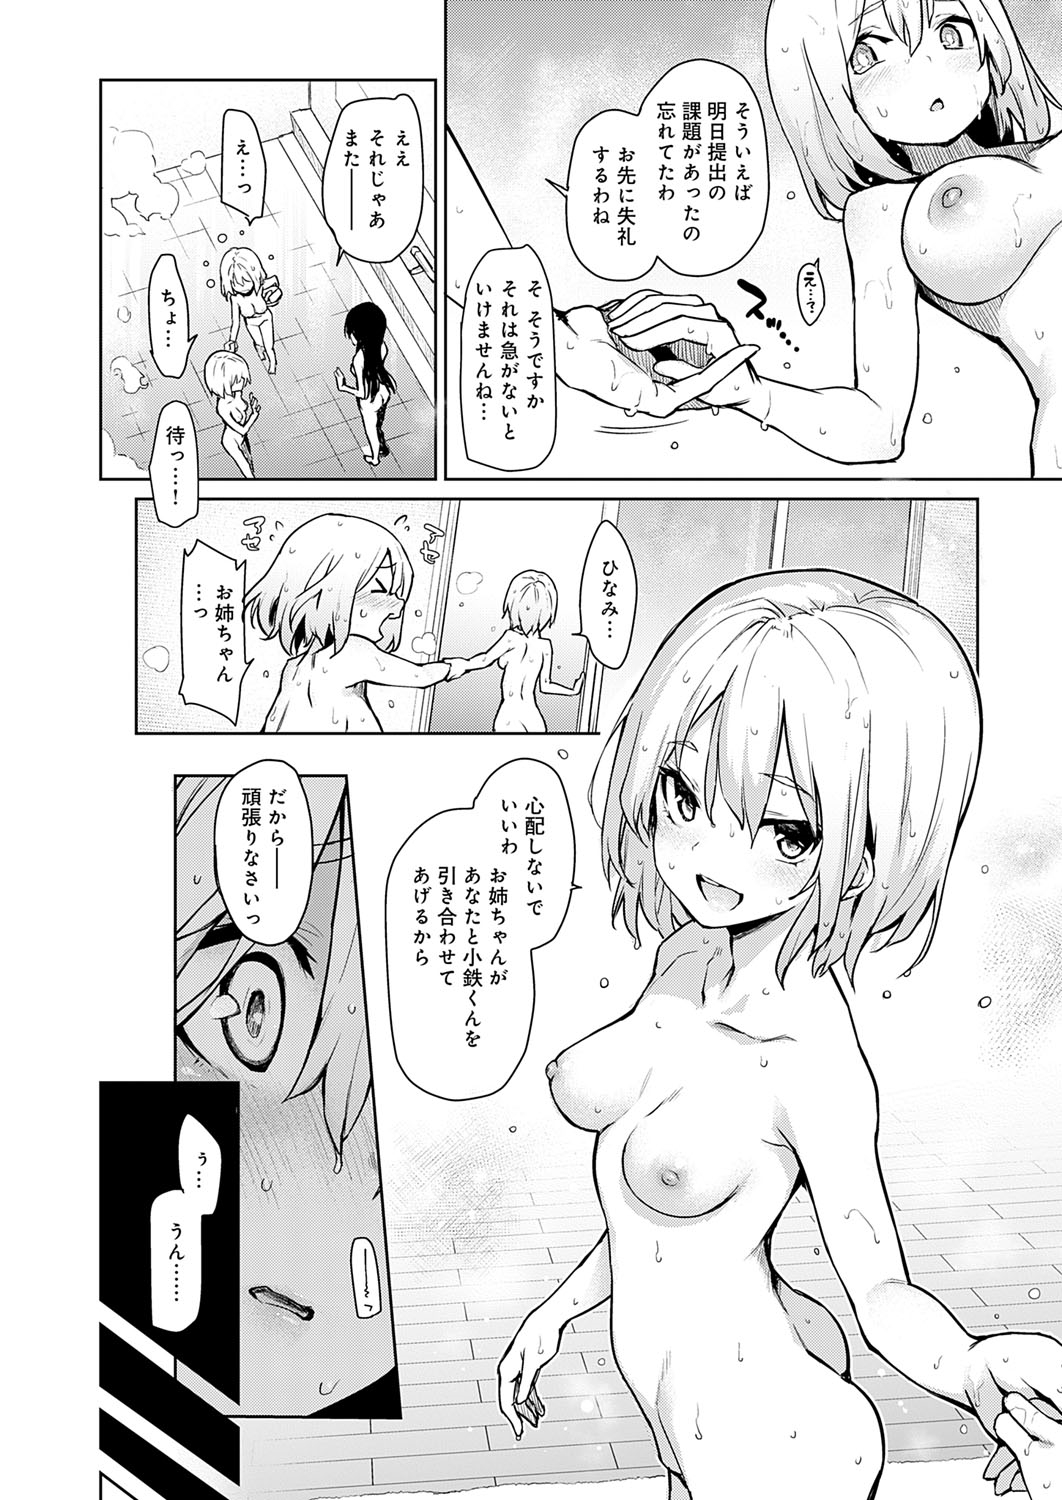 そういえば
明日提出の
課題があったの
忘れてたわ
お先に失礼
するわね
え…?
スッ…
そ そうですか
それは急がないと
いけませんね…
ええ
それじゃあ
また──
え…っ
ちょ…
待っ…!
ひなみ…
アセ
アセ
お姉ちゃん
…っ
心配しないで
いいわ
お姉ちゃんが
あなたと小鉄くんを
引き合わせて
あげるから
だから──
頑張りなさいっ
──~っ
ぅ…
うん……